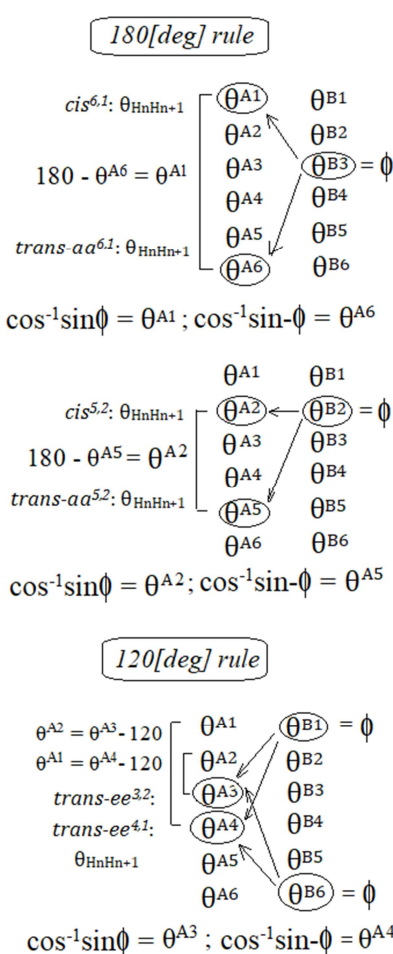 180[deg] rule
cis⁶,¹: θHnHn+1 θA1 θB1
θA2 θB2
180 - θA6 = θA1 θA3 θB3 = ϕ
θA4 θB4
trans-aa⁶,¹: θHnHn+1 θA5 θB5
θA6 θB6
cos⁻¹sinϕ = θA1 ; cos⁻¹sin-ϕ = θA6
θA1 θB1
cis⁵,²: θHnHn+1 θA2 θB2 = ϕ
180 - θA5 = θA2 θA3 θB3
θA4 θB4
trans-aa⁵,²: θHnHn+1 θA5 θB5
θA6 θB6
cos⁻¹sinϕ = θA2 ; cos⁻¹sin-ϕ = θA5
120[deg] rule
θA2 = θA3 - 120 θA1 θB1 = ϕ
θA1 = θA4 - 120 θA2 θB2
trans-ee³,²: θA3 θB3
trans-ee⁴,¹: θA4 θB4
θHnHn+1 θA5 θB5
θA6 θB6 = ϕ
cos⁻¹sinϕ = θA3 ; cos⁻¹sin-ϕ = θA4